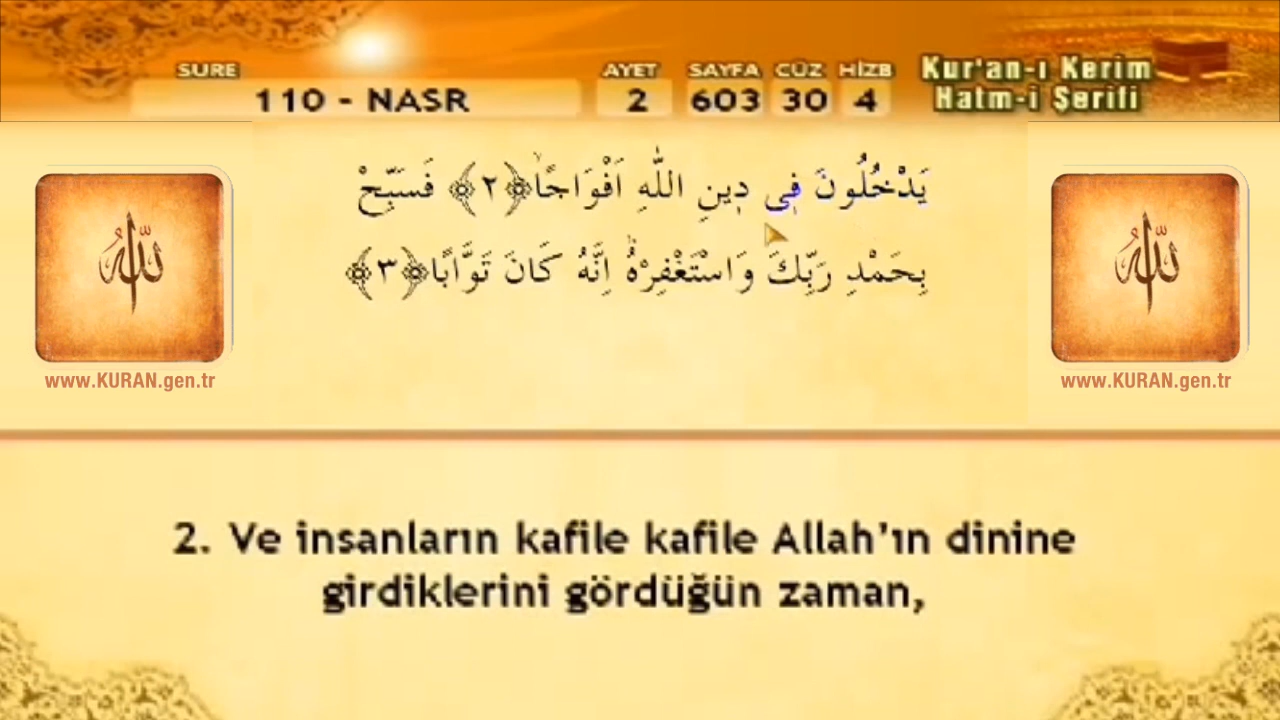 SURE AYET SAYFA CÜZ HİZB
110 - NASR 2 603 30 4
Kur'an-ı Kerim
Hatm-i Şerifi
يَدْخُلُونَ فٖى دٖينِ اللّٰهِ اَفْوَاجًاۙ ﴿٢﴾ فَسَبِّحْ
بِحَمْدِ رَبِّكَ وَاسْتَغْفِرْهُۜ اِنَّهُ كَانَ تَوَّابًا ﴿٣﴾
الله
www.KURAN.gen.tr
الله
www.KURAN.gen.tr
2. Ve insanların kafile kafile Allah'ın dinine
girdiklerini gördüğün zaman,